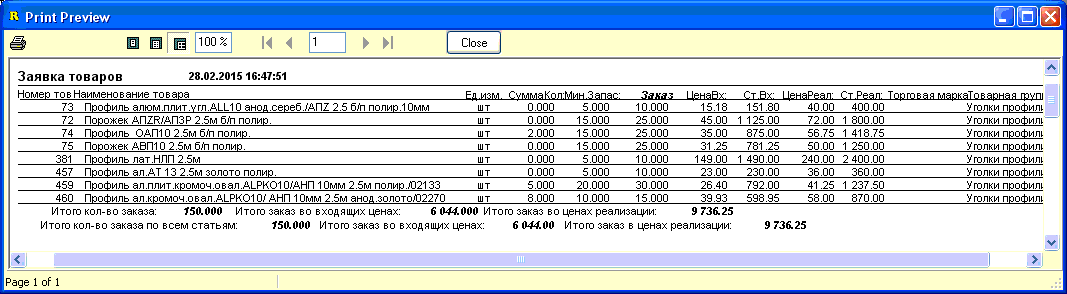 Print Preview
100 % 1 Close
Заявка товаров 28.02.2015 16:47:51
Номер тов Наименование товара Ед.изм. СуммаКол: Мин.Запас: Заказ ЦенаВх: Ст.Вх: ЦенаРеал: Ст.Реал: Торговая марка Товарная групп
73 Профиль алюм.плит.угл.ALL10 анод.сереб./АПZ 2.5 б/п полир.10мм шт 0.000 5.000 10.000 15.18 151.80 40.00 400.00 Уголки профили
72 Порожек АПZR/АПЗР 2.5м б/п полир. шт 0.000 15.000 25.000 45.00 1 125.00 72.00 1 800.00 Уголки профили
74 Профиль ОАП10 2.5м б/п полир. шт 2.000 15.000 25.000 35.00 875.00 56.75 1 418.75 Уголки профили
75 Порожек АВП10 2.5м б/п полир. шт 0.000 15.000 25.000 31.25 781.25 50.00 1 250.00 Уголки профили
381 Профиль лат.НЛП 2.5м шт 0.000 5.000 10.000 149.00 1 490.00 240.00 2 400.00 Уголки профили
457 Профиль ал.АТ 13 2.5м золото полир. шт 0.000 5.000 10.000 23.00 230.00 36.00 360.00 Уголки профили
459 Профиль ал.плит.кромоч.овал.ALPKO10/АНП 10мм 2.5м полир./02133 шт 5.000 20.000 30.000 26.40 792.00 41.25 1 237.50 Уголки профили
460 Профиль ал.кромоч.овал.ALPKO10/ АНП 10мм 2.5м анод.золото/02270 шт 8.000 10.000 15.000 39.93 598.95 58.00 870.00 Уголки профили
Итого кол-во заказа: 150.000 Итого заказ во входящих ценах: 6 044.000 Итого заказ во ценах реализации: 9 736.25
Итого кол-во заказа по всем статьям: 150.000 Итого заказ во входящих ценах: 6 044.00 Итого заказ в ценах реализации: 9 736.25
Page 1 of 1